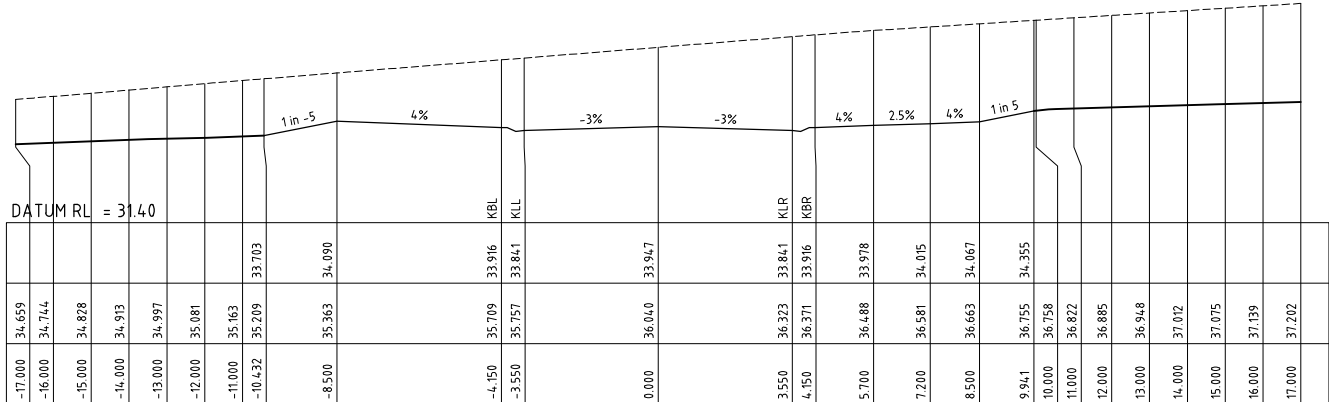 1 in -5 4% -3% -3% 4% 2.5% 4% 1 in 5
DATUM RL = 31.40
KBL KLL KLR KBR
33.703 34.090 33.916 33.841 33.947 33.841 33.916 33.978 34.015 34.067 34.355
34.659 34.744 34.828 34.913 34.997 35.081 35.163 35.209 35.363 35.709 35.757 36.040 36.323 36.371 36.488 36.581 36.663 36.755 36.758 36.822 36.885 36.948 37.012 37.075 37.139 37.202
-17.000 -16.000 -15.000 -14.000 -13.000 -12.000 -11.000 -10.432 -8.500 -4.150 -3.550 0.000 3.550 4.150 5.700 7.200 8.500 9.941 10.000 11.000 12.000 13.000 14.000 15.000 16.000 17.000